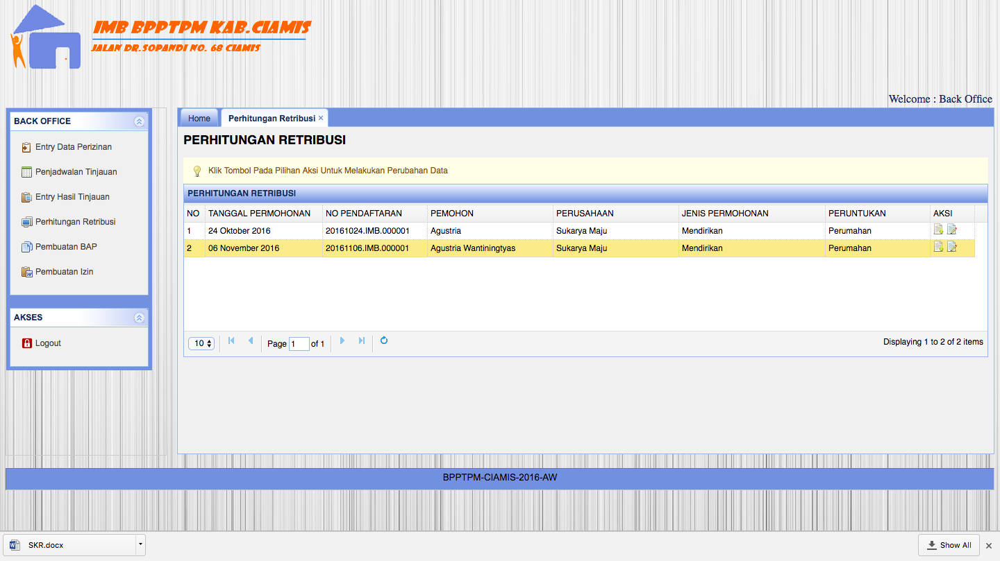 IMB BPPTPM KAB.CIAMIS
JALAN DR.SOPANDI NO. 68 CIAMIS
Welcome : Back Office
BACK OFFICE
Entry Data Perizinan
Penjadwalan Tinjauan
Entry Hasil Tinjauan
Perhitungan Retribusi
Pembuatan BAP
Pembuatan Izin
AKSES
Logout
Home Perhitungan Retribusi ×
PERHITUNGAN RETRIBUSI
Klik Tombol Pada Pilihan Aksi Untuk Melakukan Perubahan Data
PERHITUNGAN RETRIBUSI
NO TANGGAL PERMOHONAN NO PENDAFTARAN PEMOHON PERUSAHAAN JENIS PERMOHONAN PERUNTUKAN AKSI
1 24 Oktober 2016 20161024.IMB.000001 Agustria Sukarya Maju Mendirikan Perumahan
2 06 November 2016 20161106.IMB.000001 Agustria Wantiningtyas Sukarya Maju Mendirikan Perumahan
10 Page 1 of 1 Displaying 1 to 2 of 2 items
BPPTPM-CIAMIS-2016-AW
SKR.docx Show All